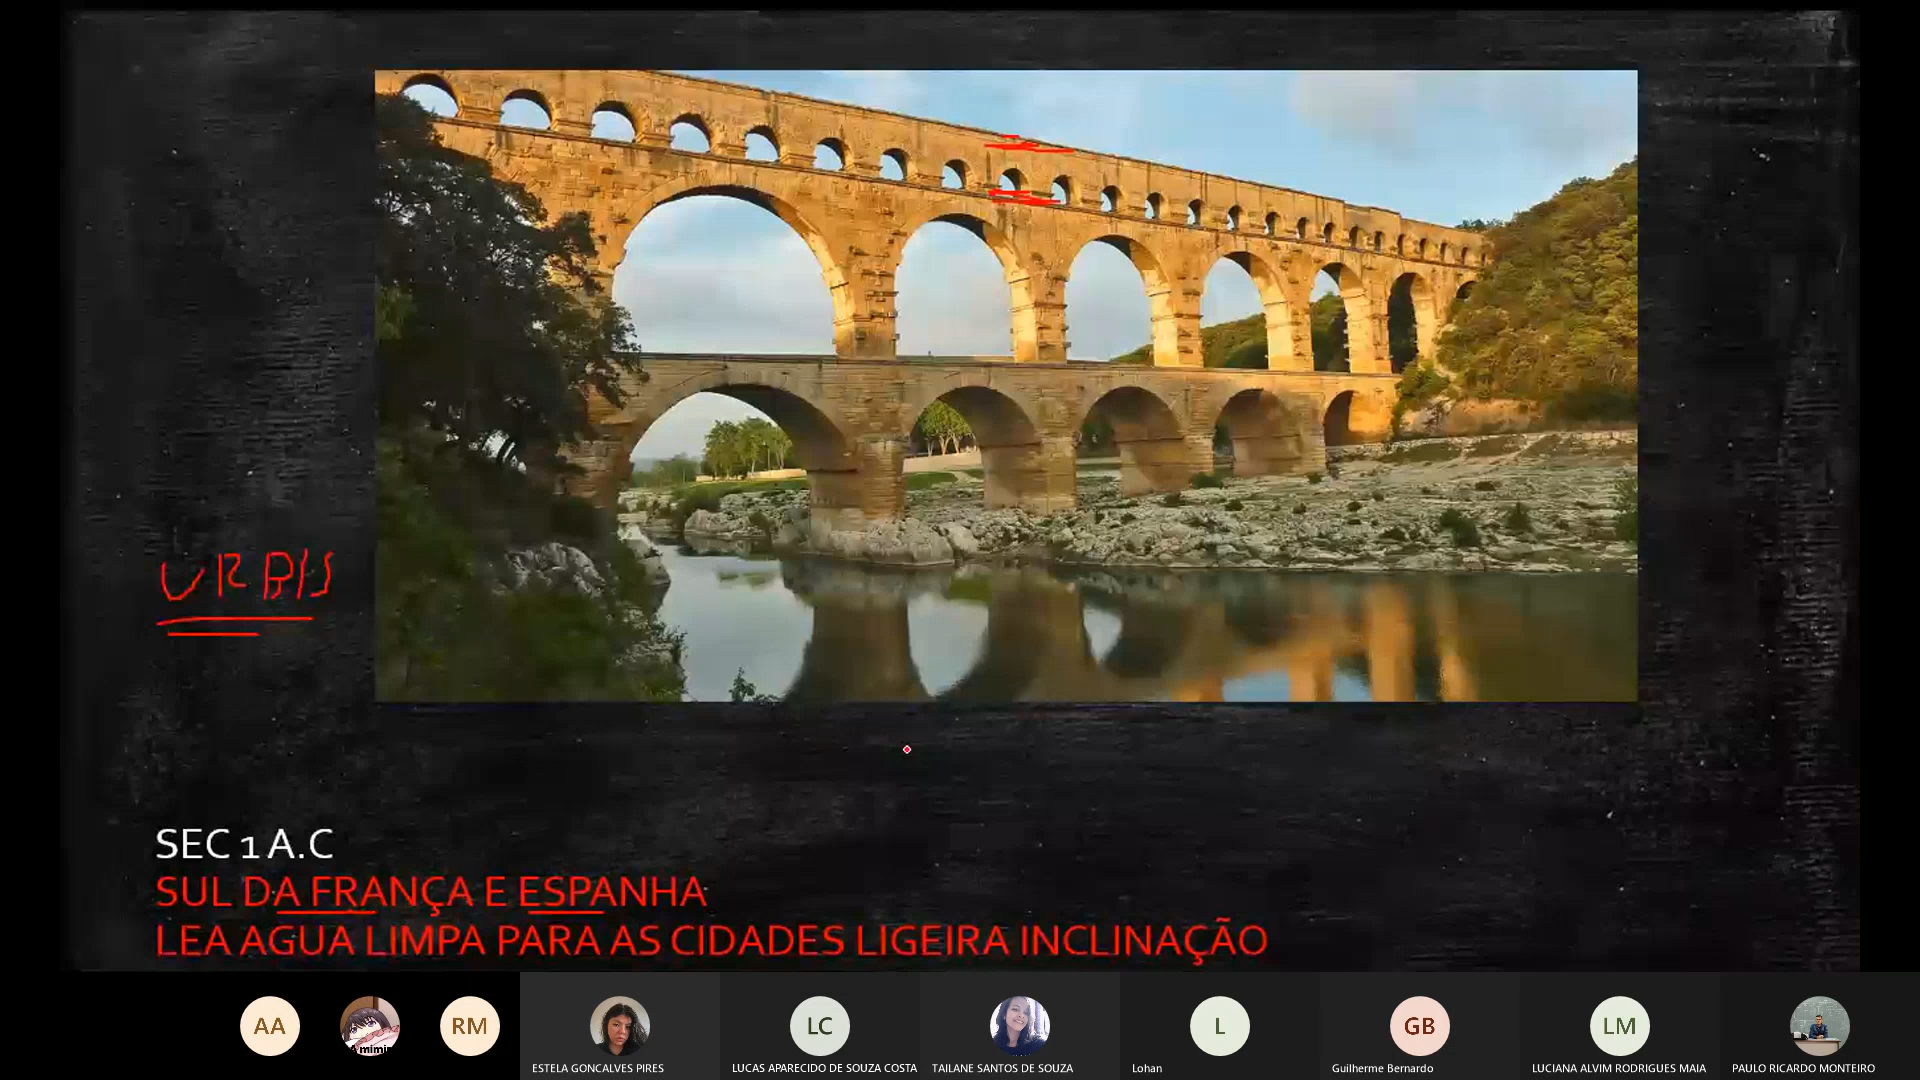 URBIS
SEC 1 A.C
SUL DA FRANÇA E ESPANHA
LEA AGUA LIMPA PARA AS CIDADES LIGEIRA INCLINAÇÃO
AA
A mimir
RM
LC
L
GB
LM
ESTELA GONCALVES PIRES
LUCAS APARECIDO DE SOUZA COSTA
TAILANE SANTOS DE SOUZA
Lohan
Guilherme Bernardo
LUCIANA ALVIM RODRIGUES MAIA
PAULO RICARDO MONTEIRO